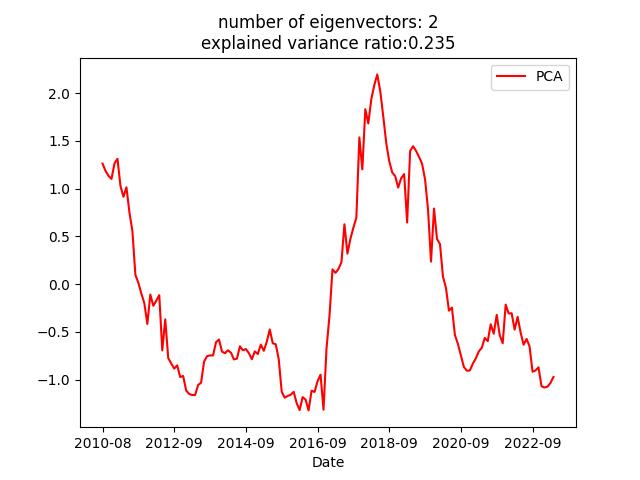 number of eigenvectors: 2
explained variance ratio:0.235
PCA
2.0
1.5
1.0
0.5
0.0
−0.5
−1.0
2010-08 2012-09 2014-09 2016-09 2018-09 2020-09 2022-09
Date